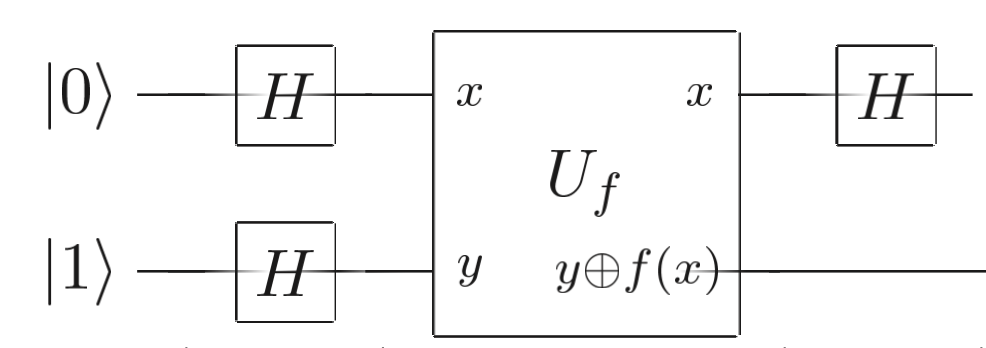 |0⟩ H x x H
U_f
|1⟩ H y y⊕f(x)